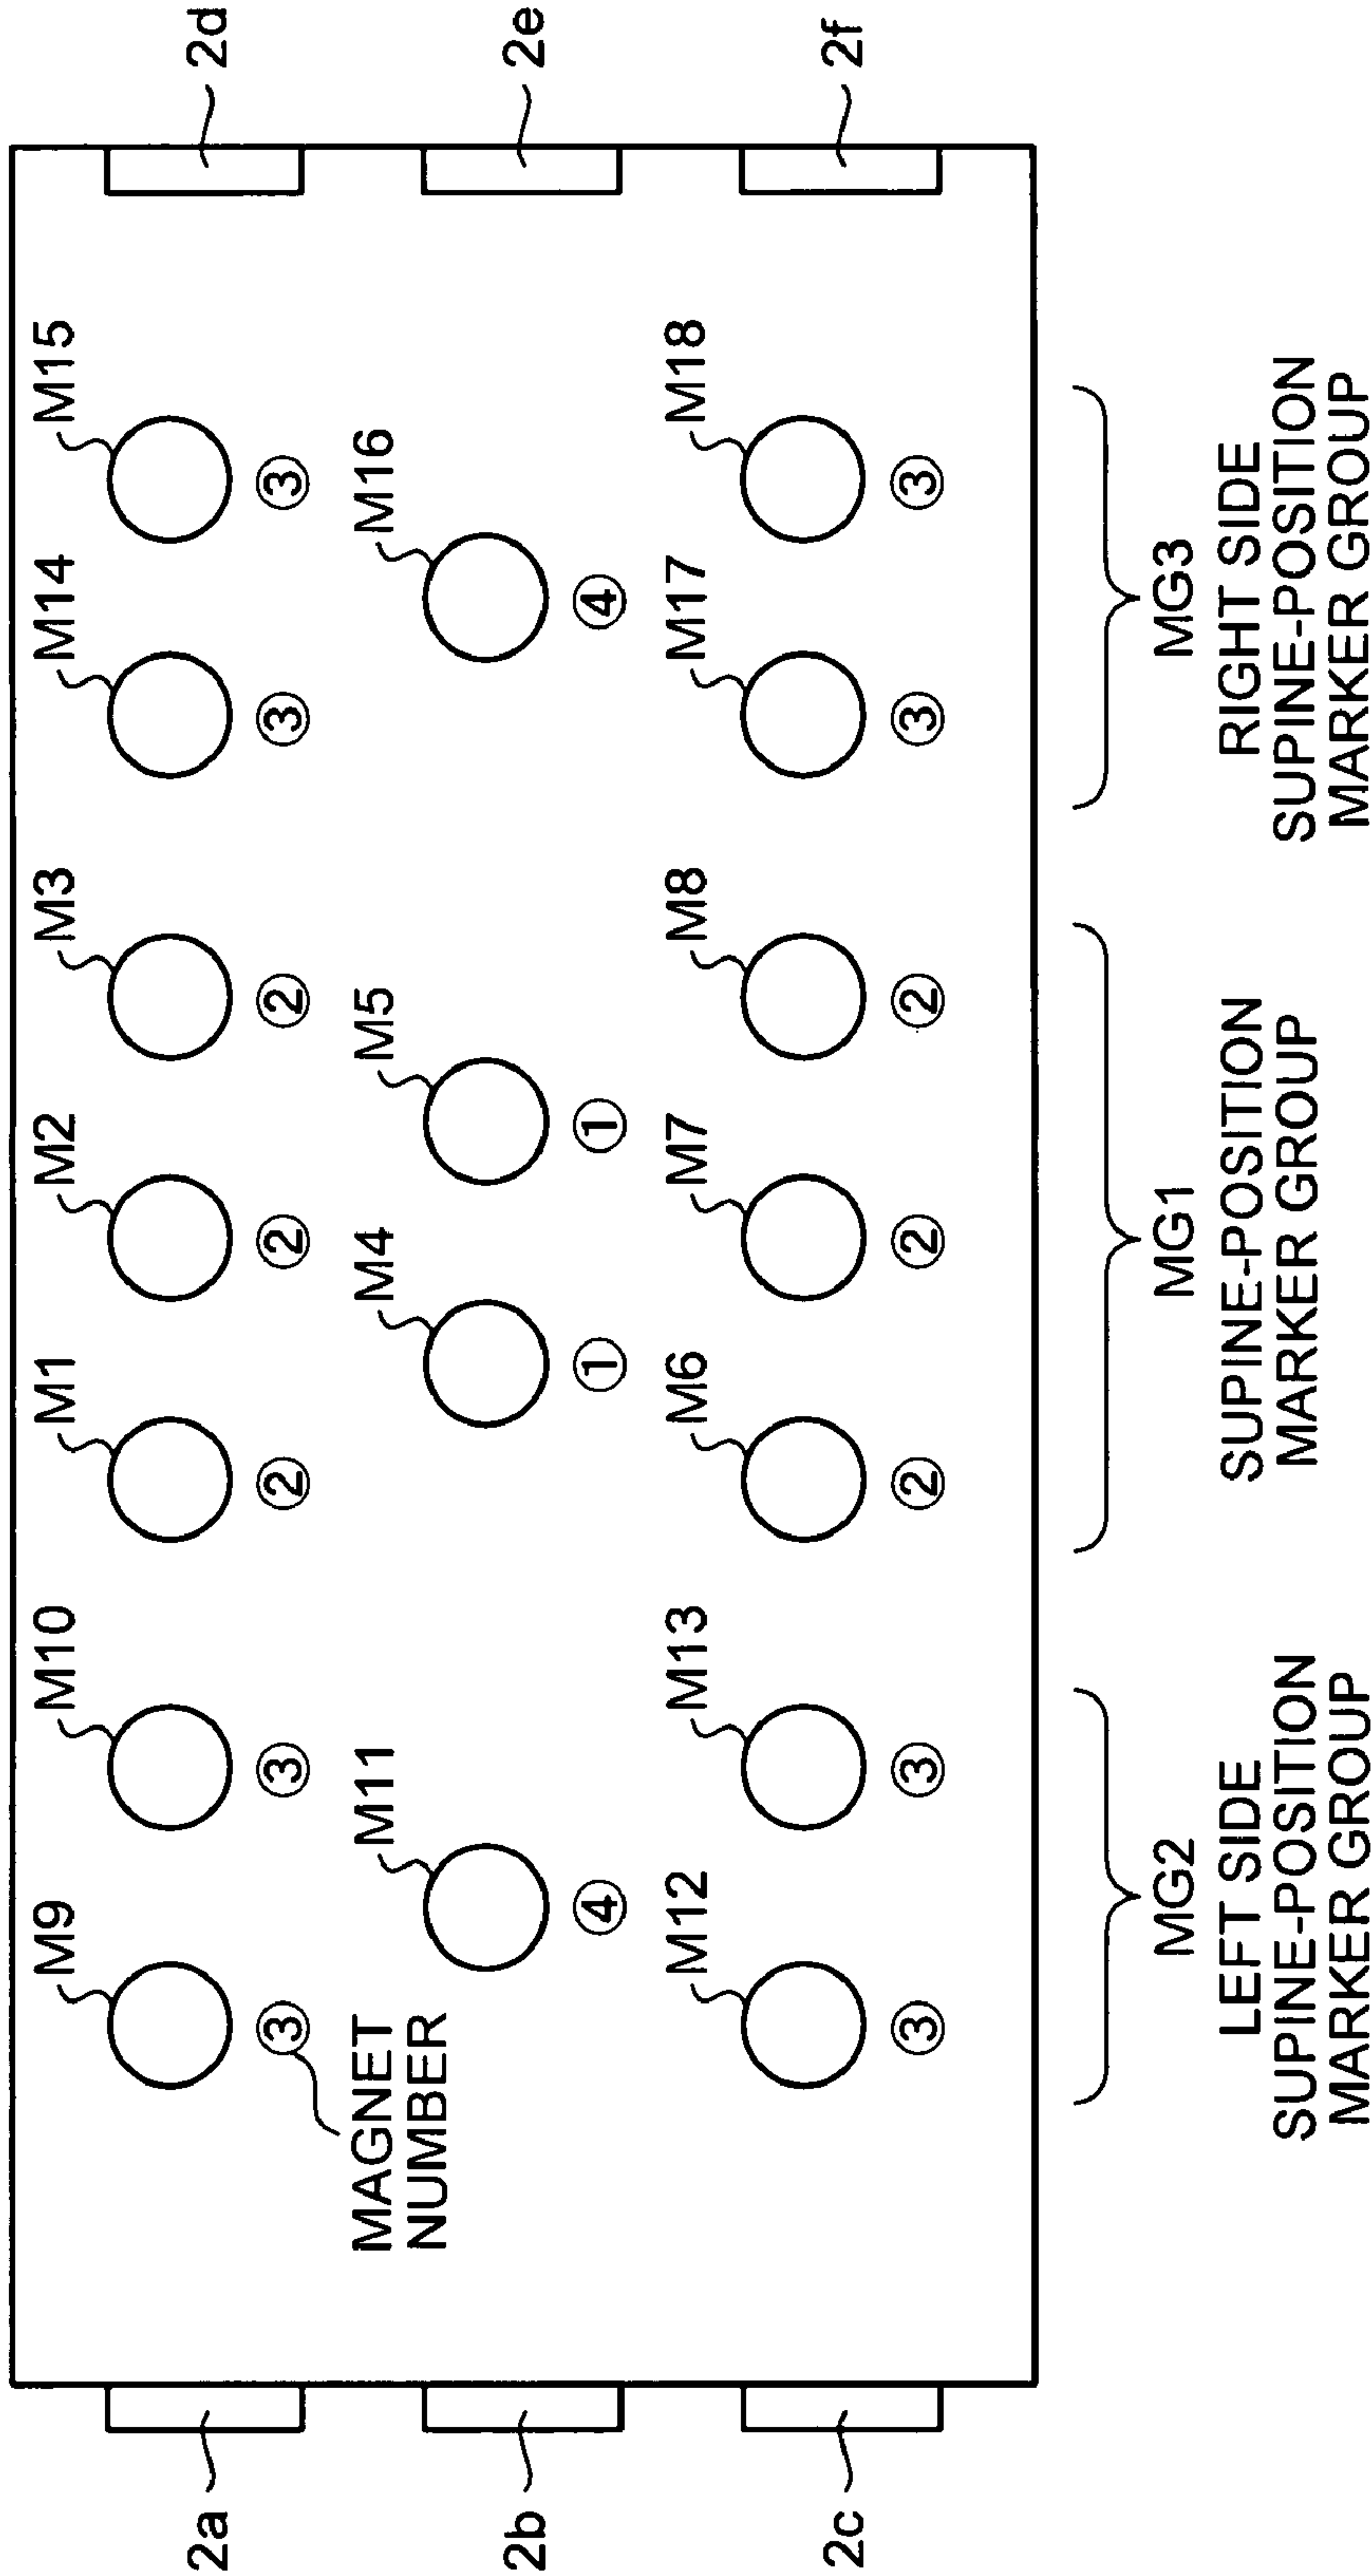 M9
M10
M1
M2
M3
M14
M15
③
③
②
②
②
③
③
2a
2d
MAGNET
NUMBER
M11
M4
M5
M16
④
①
①
④
2b
2e
M12
M13
M6
M7
M8
M17
M18
③
③
②
②
②
③
③
2c
2f
MG2
LEFT SIDE
SUPINE-POSITION
MARKER GROUP
MG1
SUPINE-POSITION
MARKER GROUP
MG3
RIGHT SIDE
SUPINE-POSITION
MARKER GROUP